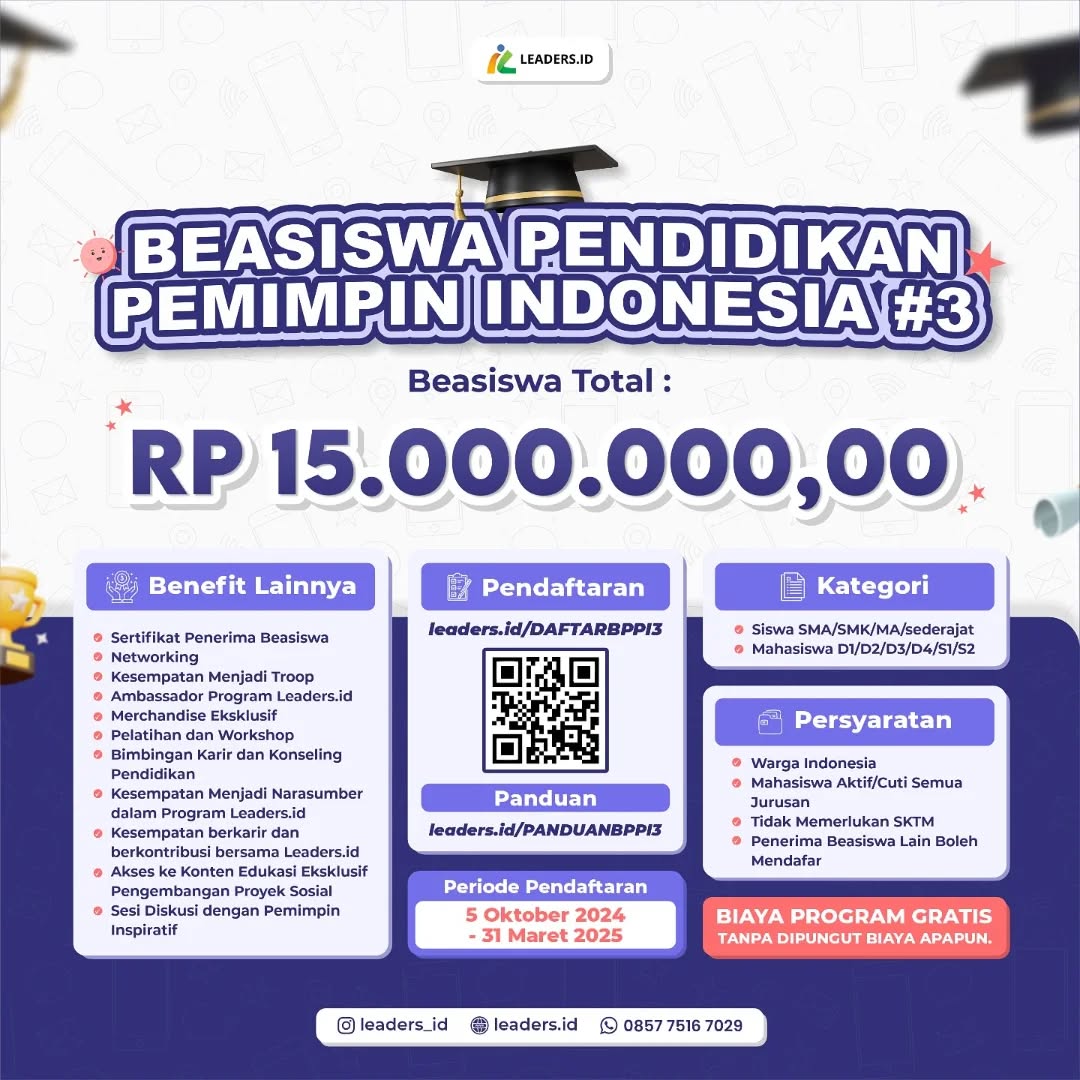 LEADERS.ID
BEASISWA PENDIDIKAN
PEMIMPIN INDONESIA #3
Beasiswa Total :
RP 15.000.000,00
Benefit Lainnya
Sertifikat Penerima Beasiswa
Networking
Kesempatan Menjadi Troop
Ambassador Program Leaders.id
Merchandise Eksklusif
Pelatihan dan Workshop
Bimbingan Karir dan Konseling
Pendidikan
Kesempatan Menjadi Narasumber
dalam Program Leaders.id
Kesempatan berkarir dan
berkontribusi bersama Leaders.id
Akses ke Konten Edukasi Eksklusif
Pengembangan Proyek Sosial
Sesi Diskusi dengan Pemimpin
Inspiratif
Pendaftaran
leaders.id/DAFTARBPPI3
Panduan
leaders.id/PANDUANBPPI3
Periode Pendaftaran
5 Oktober 2024
- 31 Maret 2025
Kategori
Siswa SMA/SMK/MA/sederajat
Mahasiswa D1/D2/D3/D4/S1/S2
Persyaratan
Warga Indonesia
Mahasiswa Aktif/Cuti Semua
Jurusan
Tidak Memerlukan SKTM
Penerima Beasiswa Lain Boleh
Mendafar
BIAYA PROGRAM GRATIS
TANPA DIPUNGUT BIAYA APAPUN.
leaders_id leaders.id 0857 7516 7029